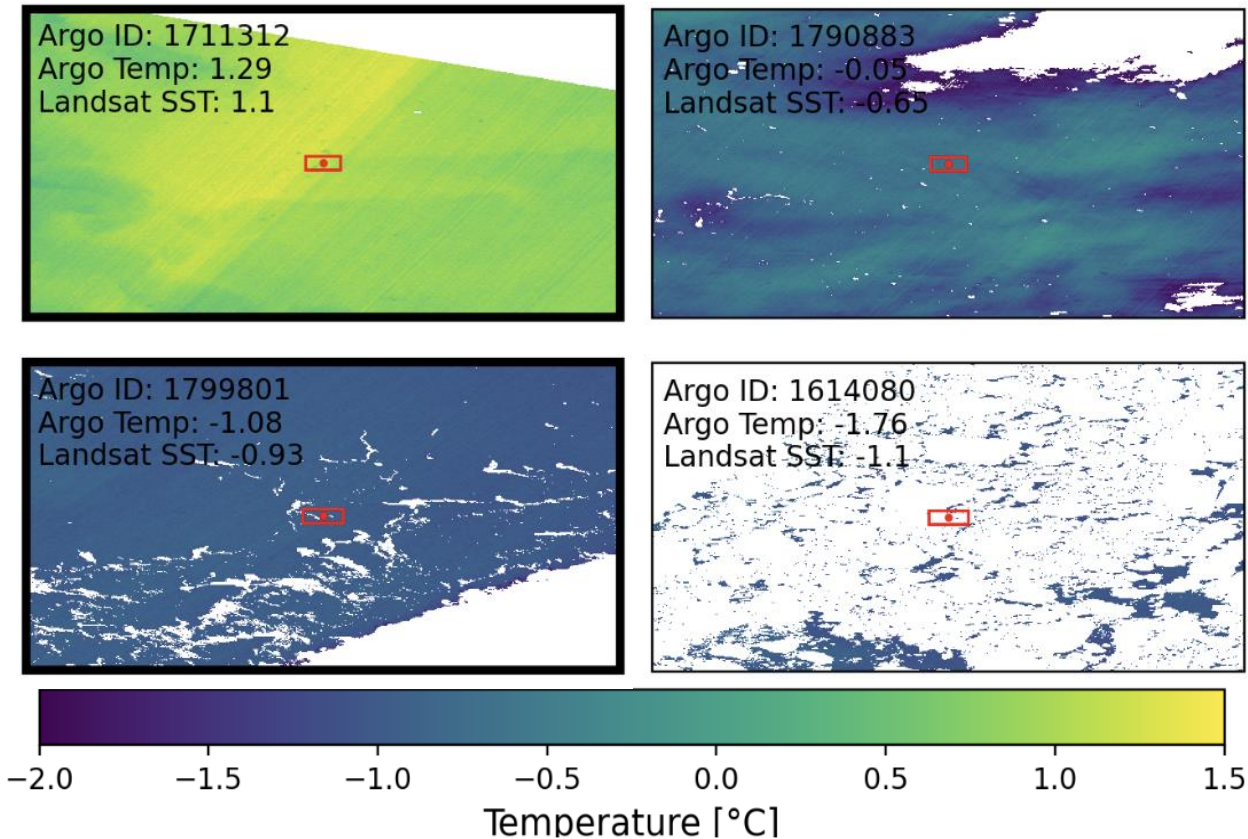 Argo ID: 1711312
Argo Temp: 1.29
Landsat SST: 1.1
Argo ID: 1790883
Argo Temp: -0.05
Landsat SST: -0.65
Argo ID: 1799801
Argo Temp: -1.08
Landsat SST: -0.93
Argo ID: 1614080
Argo Temp: -1.76
Landsat SST: -1.1
−2.0 −1.5 −1.0 −0.5 0.0 0.5 1.0 1.5
Temperature [°C]